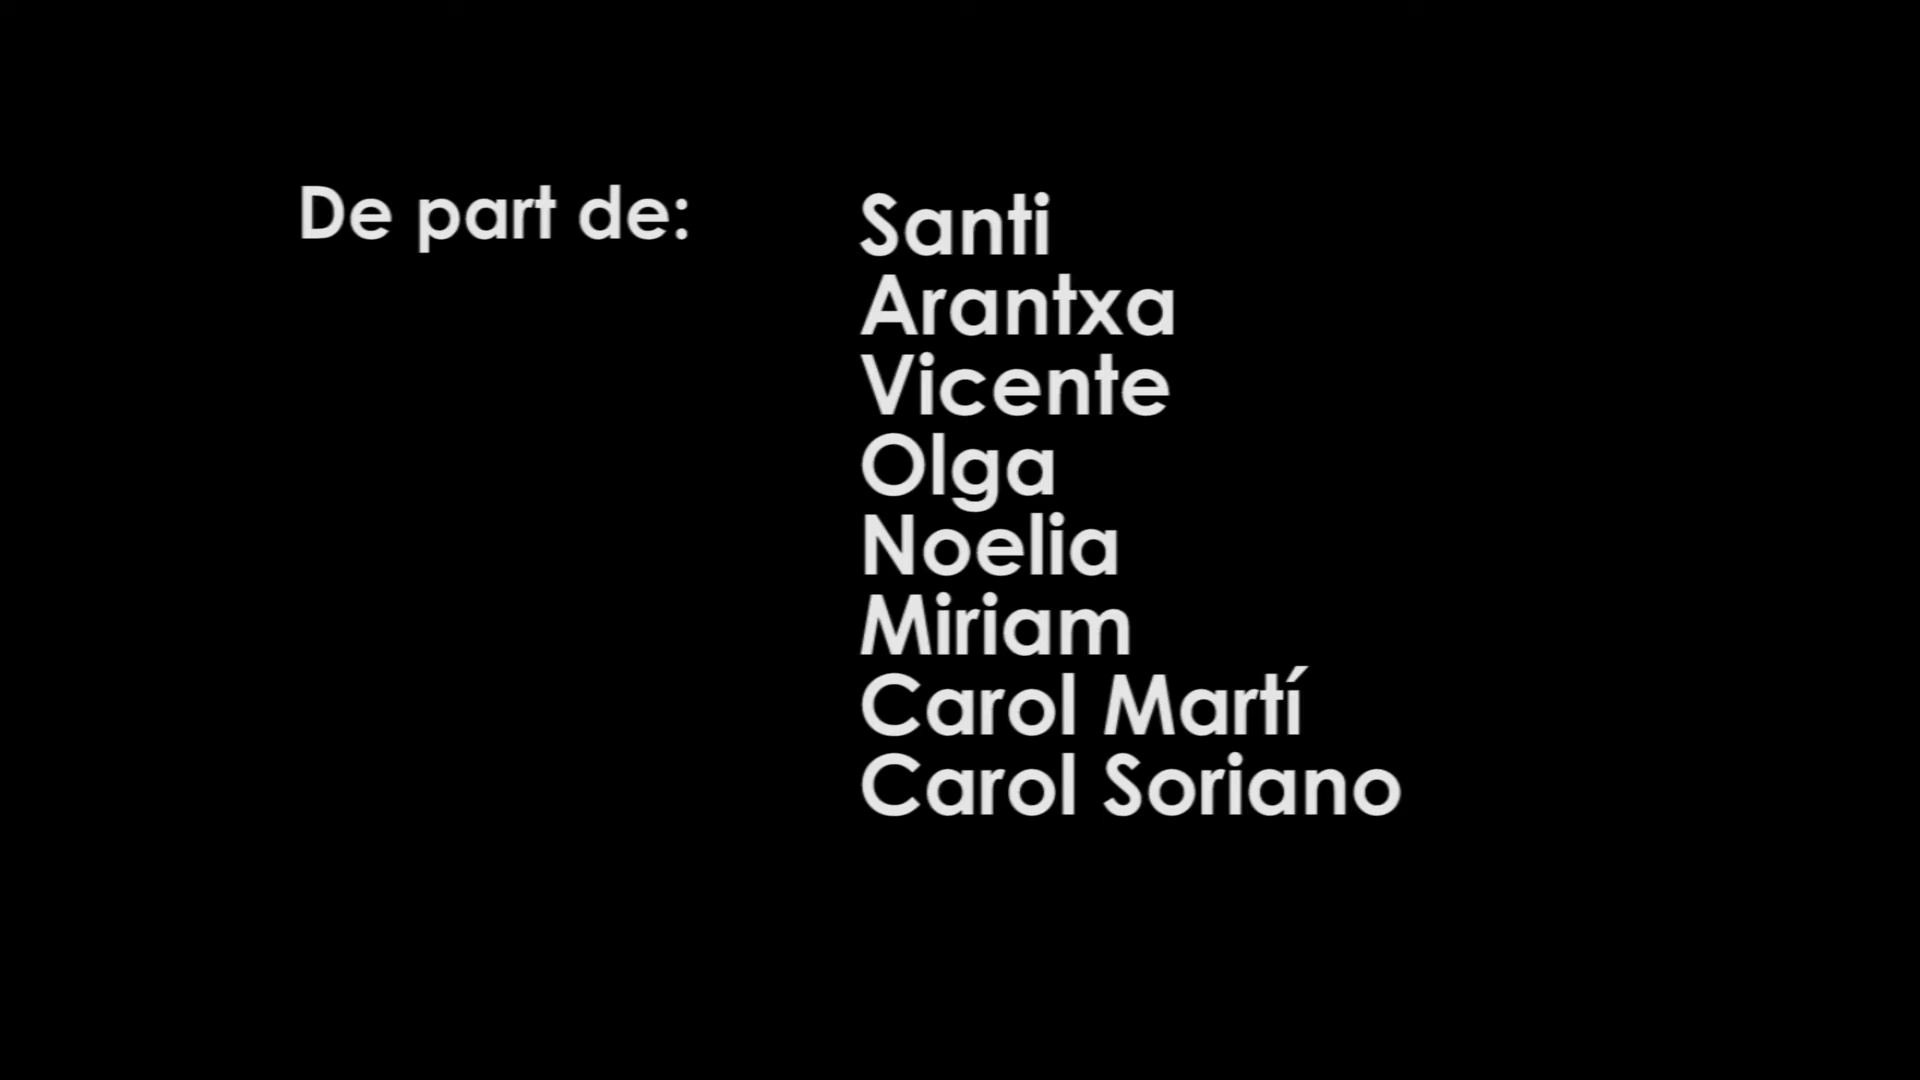 De part de:
Santi
Arantxa
Vicente
Olga
Noelia
Miriam
Carol Martí
Carol Soriano